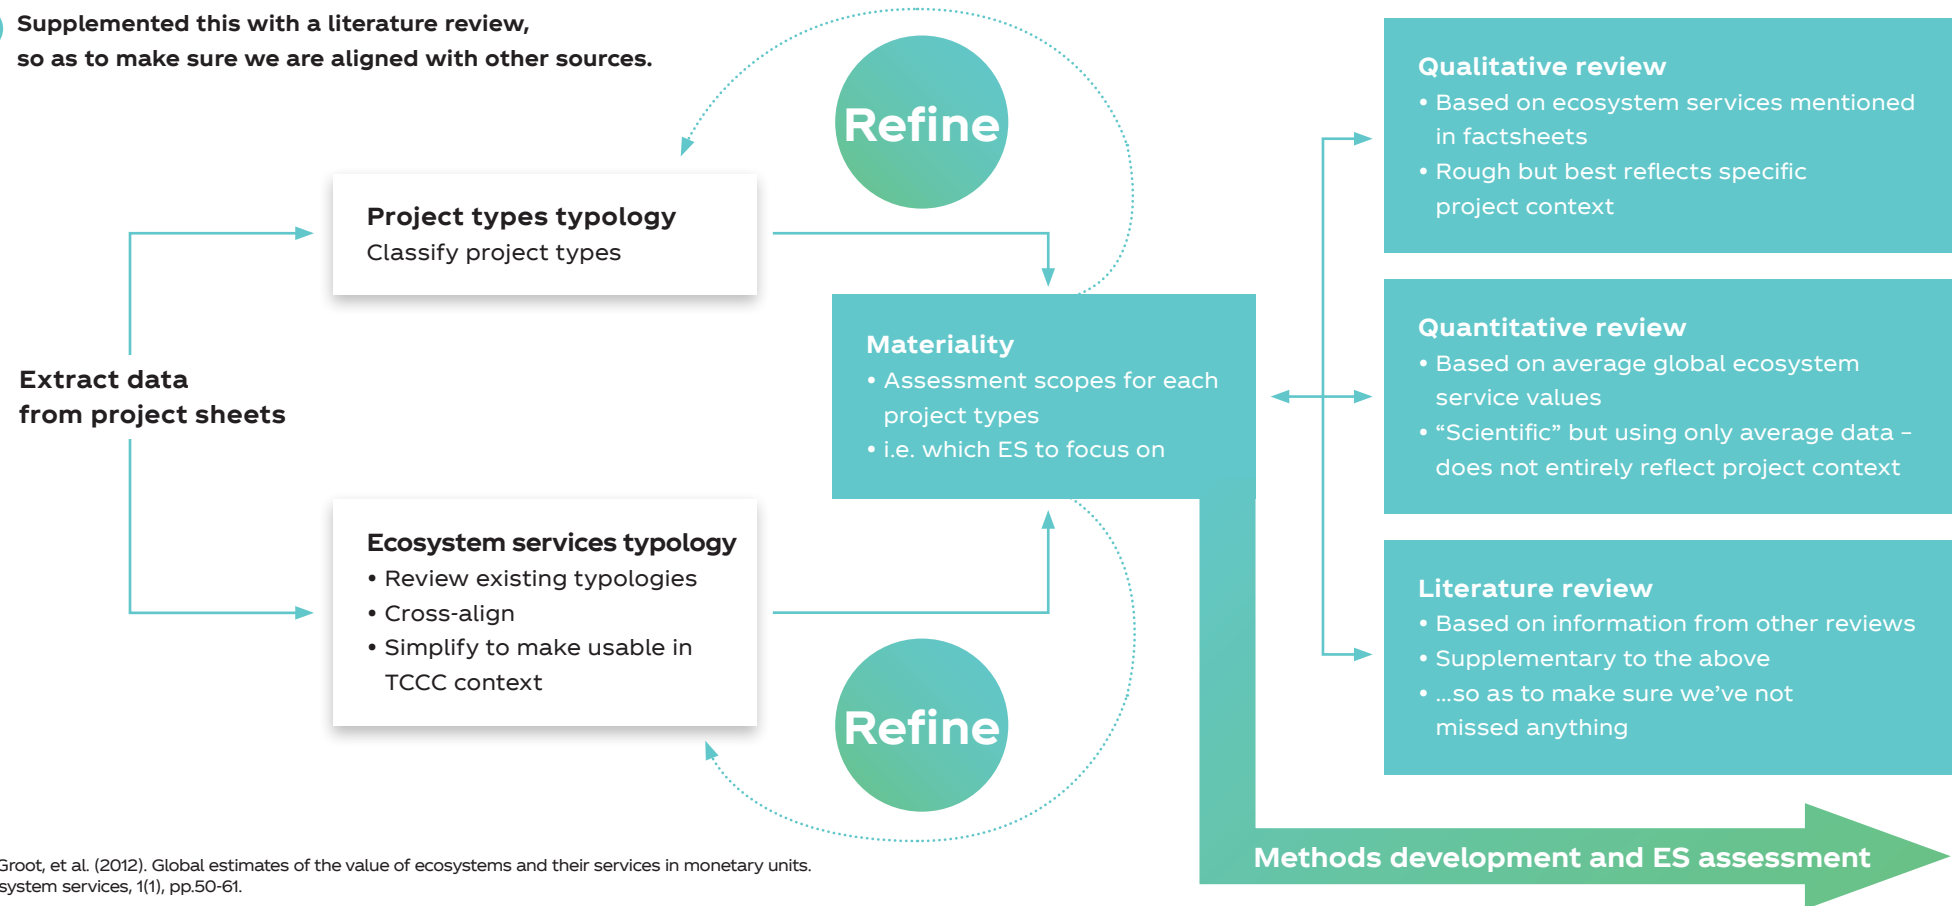 Supplemented this with a literature review,
so as to make sure we are aligned with other sources.
Extract data
from project sheets
Project types typology
Classify project types
Ecosystem services typology
• Review existing typologies
• Cross-align
• Simplify to make usable in
TCCC context
Refine
Refine
Materiality
• Assessment scopes for each
project types
• i.e. which ES to focus on
Qualitative review
• Based on ecosystem services mentioned
in factsheets
• Rough but best reflects specific
project context
Quantitative review
• Based on average global ecosystem
service values
• “Scientific” but using only average data –
does not entirely reflect project context
Literature review
• Based on information from other reviews
• Supplementary to the above
• ...so as to make sure we’ve not
missed anything
Methods development and ES assessment
Groot, et al. (2012). Global estimates of the value of ecosystems and their services in monetary units.
system services, 1(1), pp.50-61.